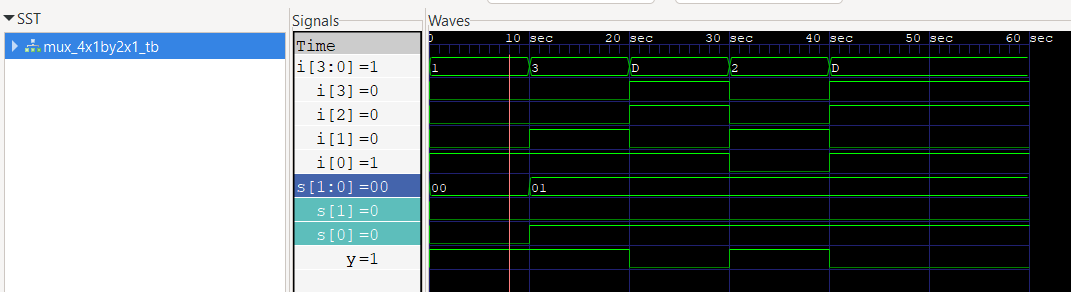 SST
Signals
Waves
mux_4x1by2x1_tb
Time
0 10 sec 20 sec 30 sec 40 sec 50 sec 60 sec
i[3:0]=1 1 3 D 2 D
i[3]=0
i[2]=0
i[1]=0
i[0]=1
s[1:0]=00 00 01
s[1]=0
s[0]=0
y=1